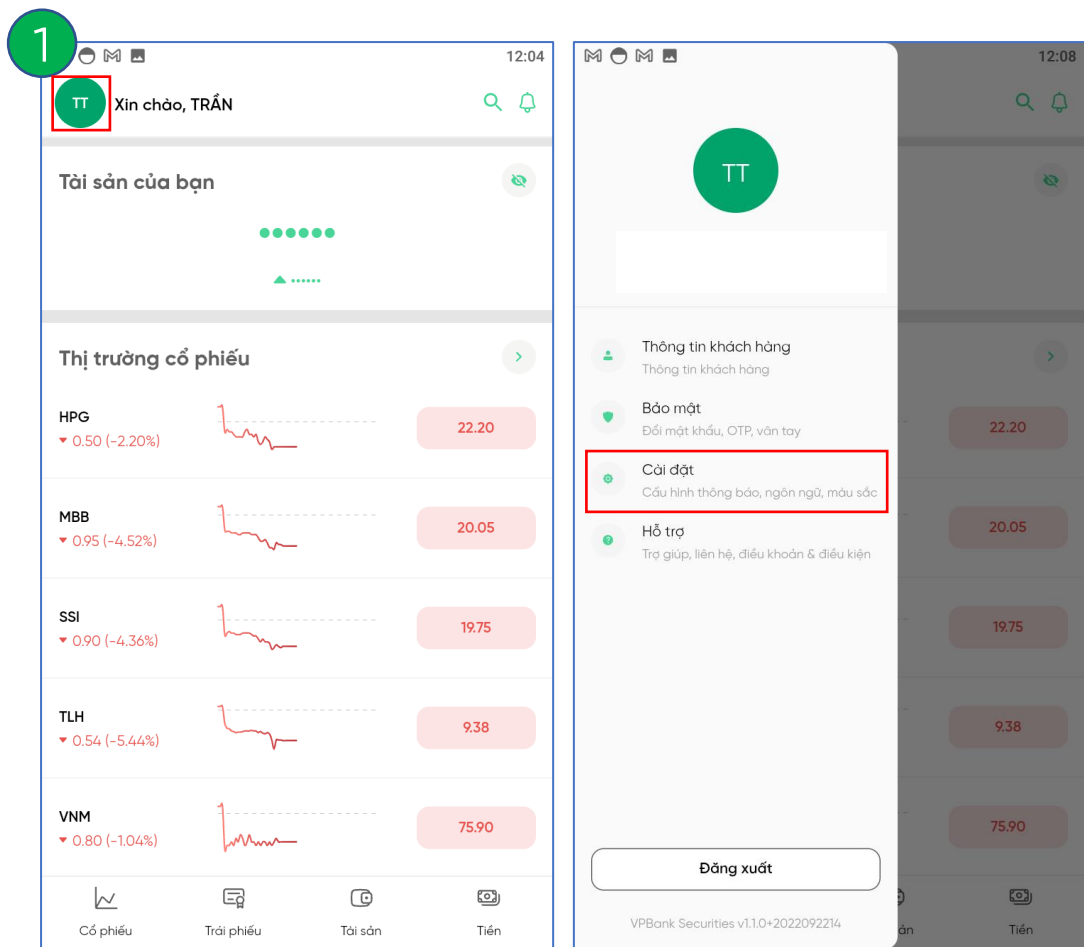 1
12:04
TT
Xin chào, TRẦN
Tài sản của bạn
Thị trường cổ phiếu
HPG
0.50 (-2.20%)
22.20
MBB
0.95 (-4.52%)
20.05
SSI
0.90 (-4.36%)
19.75
TLH
0.54 (-5.44%)
9.38
VNM
0.80 (-1.04%)
75.90
Cổ phiếu
Trái phiếu
Tài sản
Tiền
12:08
TT
Thông tin khách hàng
Thông tin khách hàng
Bảo mật
Đổi mật khẩu, OTP, vân tay
22.20
Cài đặt
Cấu hình thông báo, ngôn ngữ, màu sắc
Hỗ trợ
Trợ giúp, liên hệ, điều khoản & điều kiện
20.05
19.75
9.38
75.90
Đăng xuất
VPBank Securities v1.1.0+2022092214
ản
Tiền